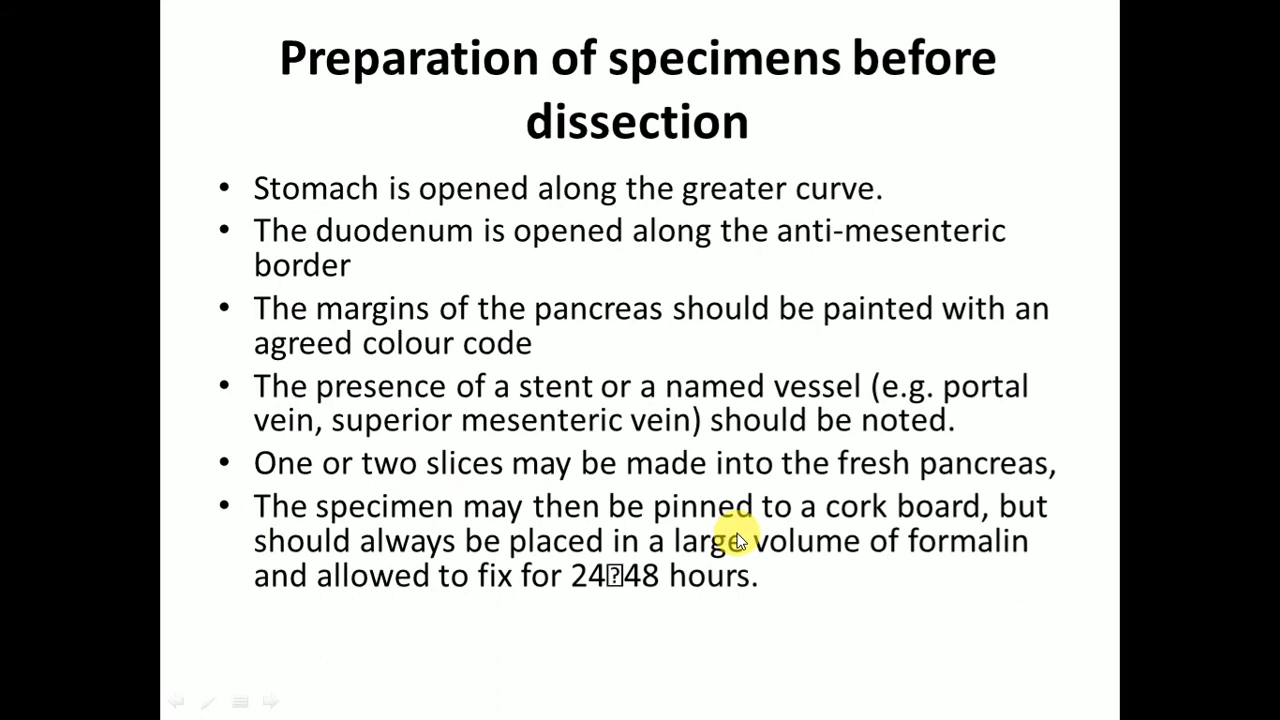 Preparation of specimens before
dissection
• Stomach is opened along the greater curve.
• The duodenum is opened along the anti-mesenteric
border
• The margins of the pancreas should be painted with an
agreed colour code
• The presence of a stent or a named vessel (e.g. portal
vein, superior mesenteric vein) should be noted.
• One or two slices may be made into the fresh pancreas,
• The specimen may then be pinned to a cork board, but
should always be placed in a large volume of formalin
and allowed to fix for 24⍰48 hours.